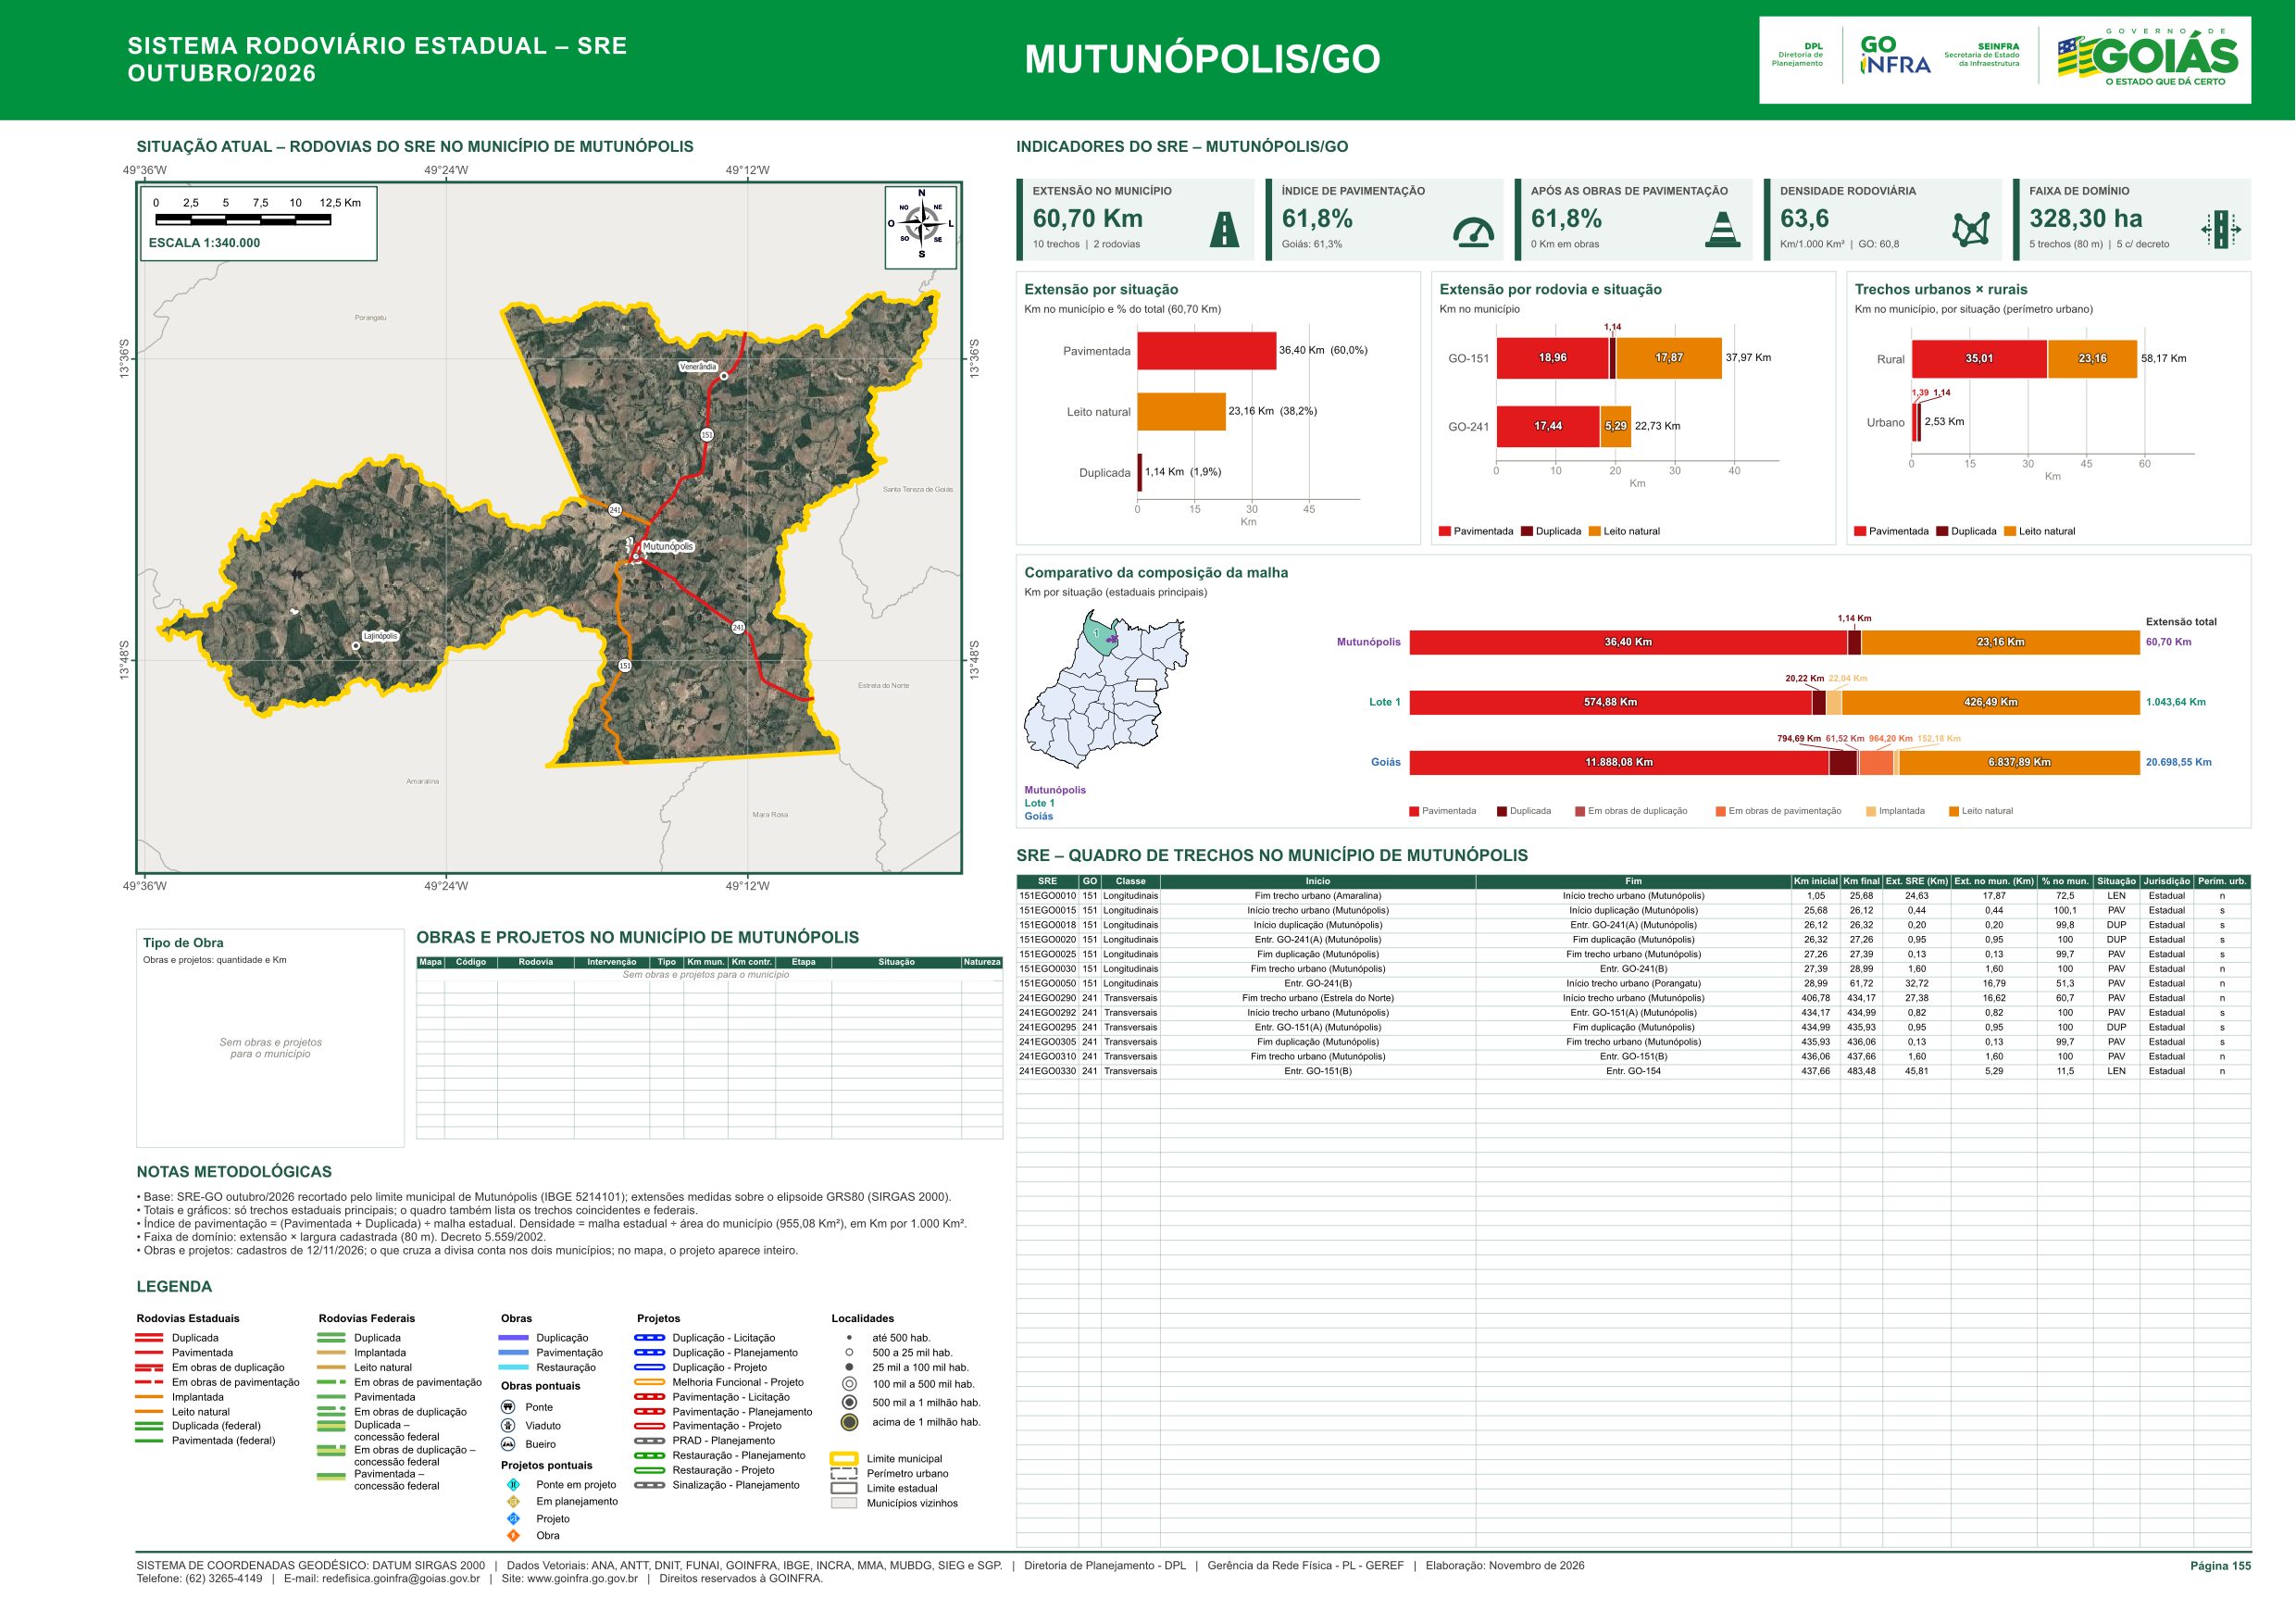 SISTEMA RODOVIÁRIO ESTADUAL – SRE
OUTUBRO/2026
MUTUNÓPOLIS/GO
DPL
Diretoria de
Planejamento
GO
INFRA
SEINFRA
Secretaria de Estado
da Infraestrutura
GOVERNO DE
GOIÁS
O ESTADO QUE DÁ CERTO
SITUAÇÃO ATUAL – RODOVIAS DO SRE NO MUNICÍPIO DE MUTUNÓPOLIS
49°36'W 49°24'W 49°12'W
0 2,5 5 7,5 10 12,5 Km
ESCALA 1:340.000
N
NO NE
O L
SO SE
S
13°36'S 13°36'S
Porangatu
Venerândia
151
Santa Tereza de Goiás
241
Mutunópolis
241
Lajinópolis
13°48'S 13°48'S
151
Estrela do Norte
Amaralina
Mara Rosa
49°36'W 49°24'W 49°12'W
INDICADORES DO SRE – MUTUNÓPOLIS/GO
EXTENSÃO NO MUNICÍPIO
60,70 Km
10 trechos | 2 rodovias
ÍNDICE DE PAVIMENTAÇÃO
61,8%
Goiás: 61,3%
APÓS AS OBRAS DE PAVIMENTAÇÃO
61,8%
0 Km em obras
DENSIDADE RODOVIÁRIA
63,6
Km/1.000 Km² | GO: 60,8
FAIXA DE DOMÍNIO
328,30 ha
5 trechos (80 m) | 5 c/ decreto
Extensão por situação
Km no município e % do total (60,70 Km)
Pavimentada 36,40 Km (60,0%)
Leito natural 23,16 Km (38,2%)
Duplicada 1,14 Km (1,9%)
0 15 30 45
Km
Extensão por rodovia e situação
Km no município
1,14
GO-151 18,96 17,87 37,97 Km
GO-241 17,44 5,29 22,73 Km
0 10 20 30 40
Km
Pavimentada Duplicada Leito natural
Trechos urbanos × rurais
Km no município, por situação (perímetro urbano)
Rural 35,01 23,16 58,17 Km
1,39 1,14
Urbano 2,53 Km
0 15 30 45 60
Km
Pavimentada Duplicada Leito natural
Comparativo da composição da malha
Km por situação (estaduais principais)
1
Mutunópolis
Lote 1
Goiás
Extensão total
1,14 Km
Mutunópolis 36,40 Km 23,16 Km 60,70 Km
20,22 Km 22,04 Km
Lote 1 574,88 Km 426,49 Km 1.043,64 Km
794,69 Km 61,52 Km 964,20 Km 152,18 Km
Goiás 11.888,08 Km 6.837,89 Km 20.698,55 Km
Pavimentada Duplicada Em obras de duplicação Em obras de pavimentação Implantada Leito natural
SRE – QUADRO DE TRECHOS NO MUNICÍPIO DE MUTUNÓPOLIS
SRE GO Classe Início Fim Km inicial Km final Ext. SRE (Km) Ext. no mun. (Km) % no mun. Situação Jurisdição Perím. urb.
151EGO0010 151 Longitudinais Fim trecho urbano (Amaralina) Início trecho urbano (Mutunópolis) 1,05 25,68 24,63 17,87 72,5 LEN Estadual n
151EGO0015 151 Longitudinais Início trecho urbano (Mutunópolis) Início duplicação (Mutunópolis) 25,68 26,12 0,44 0,44 100,1 PAV Estadual s
151EGO0018 151 Longitudinais Início duplicação (Mutunópolis) Entr. GO-241(A) (Mutunópolis) 26,12 26,32 0,20 0,20 99,8 DUP Estadual s
151EGO0020 151 Longitudinais Entr. GO-241(A) (Mutunópolis) Fim duplicação (Mutunópolis) 26,32 27,26 0,95 0,95 100 DUP Estadual s
151EGO0025 151 Longitudinais Fim duplicação (Mutunópolis) Fim trecho urbano (Mutunópolis) 27,26 27,39 0,13 0,13 99,7 PAV Estadual s
151EGO0030 151 Longitudinais Fim trecho urbano (Mutunópolis) Entr. GO-241(B) 27,39 28,99 1,60 1,60 100 PAV Estadual n
151EGO0050 151 Longitudinais Entr. GO-241(B) Início trecho urbano (Porangatu) 28,99 61,72 32,72 16,79 51,3 PAV Estadual n
241EGO0290 241 Transversais Fim trecho urbano (Estrela do Norte) Início trecho urbano (Mutunópolis) 406,78 434,17 27,38 16,62 60,7 PAV Estadual n
241EGO0292 241 Transversais Início trecho urbano (Mutunópolis) Entr. GO-151(A) (Mutunópolis) 434,17 434,99 0,82 0,82 100 PAV Estadual s
241EGO0295 241 Transversais Entr. GO-151(A) (Mutunópolis) Fim duplicação (Mutunópolis) 434,99 435,93 0,95 0,95 100 DUP Estadual s
241EGO0305 241 Transversais Fim duplicação (Mutunópolis) Fim trecho urbano (Mutunópolis) 435,93 436,06 0,13 0,13 99,7 PAV Estadual s
241EGO0310 241 Transversais Fim trecho urbano (Mutunópolis) Entr. GO-151(B) 436,06 437,66 1,60 1,60 100 PAV Estadual n
241EGO0330 241 Transversais Entr. GO-151(B) Entr. GO-154 437,66 483,48 45,81 5,29 11,5 LEN Estadual n
Tipo de Obra
Obras e projetos: quantidade e Km
Sem obras e projetos
para o município
OBRAS E PROJETOS NO MUNICÍPIO DE MUTUNÓPOLIS
Mapa Código Rodovia Intervenção Tipo Km mun. Km contr. Etapa Situação Natureza
Sem obras e projetos para o município
NOTAS METODOLÓGICAS
• Base: SRE-GO outubro/2026 recortado pelo limite municipal de Mutunópolis (IBGE 5214101); extensões medidas sobre o elipsoide GRS80 (SIRGAS 2000).
• Totais e gráficos: só trechos estaduais principais; o quadro também lista os trechos coincidentes e federais.
• Índice de pavimentação = (Pavimentada + Duplicada) ÷ malha estadual. Densidade = malha estadual ÷ área do município (955,08 Km²), em Km por 1.000 Km².
• Faixa de domínio: extensão × largura cadastrada (80 m). Decreto 5.559/2002.
• Obras e projetos: cadastros de 12/11/2026; o que cruza a divisa conta nos dois municípios; no mapa, o projeto aparece inteiro.
LEGENDA
Rodovias Estaduais
Duplicada
Pavimentada
Em obras de duplicação
Em obras de pavimentação
Implantada
Leito natural
Duplicada (federal)
Pavimentada (federal)
Rodovias Federais
Duplicada
Implantada
Leito natural
Em obras de pavimentação
Pavimentada
Em obras de duplicação
Duplicada –
concessão federal
Em obras de duplicação –
concessão federal
Pavimentada –
concessão federal
Obras
Duplicação
Pavimentação
Restauração
Obras pontuais
Ponte
Viaduto
Bueiro
Projetos pontuais
Ponte em projeto
Em planejamento
Projeto
Obra
Projetos
Duplicação - Licitação
Duplicação - Planejamento
Duplicação - Projeto
Melhoria Funcional - Projeto
Pavimentação - Licitação
Pavimentação - Planejamento
Pavimentação - Projeto
PRAD - Planejamento
Restauração - Planejamento
Restauração - Projeto
Sinalização - Planejamento
Localidades
até 500 hab.
500 a 25 mil hab.
25 mil a 100 mil hab.
100 mil a 500 mil hab.
500 mil a 1 milhão hab.
acima de 1 milhão hab.
Limite municipal
Perímetro urbano
Limite estadual
Municípios vizinhos
SISTEMA DE COORDENADAS GEODÉSICO: DATUM SIRGAS 2000 | Dados Vetoriais: ANA, ANTT, DNIT, FUNAI, GOINFRA, IBGE, INCRA, MMA, MUBDG, SIEG e SGP. | Diretoria de Planejamento - DPL | Gerência da Rede Física - PL - GEREF | Elaboração: Novembro de 2026
Página 155
Telefone: (62) 3265-4149 | E-mail: redefisica.goinfra@goias.gov.br | Site: www.goinfra.go.gov.br | Direitos reservados à GOINFRA.